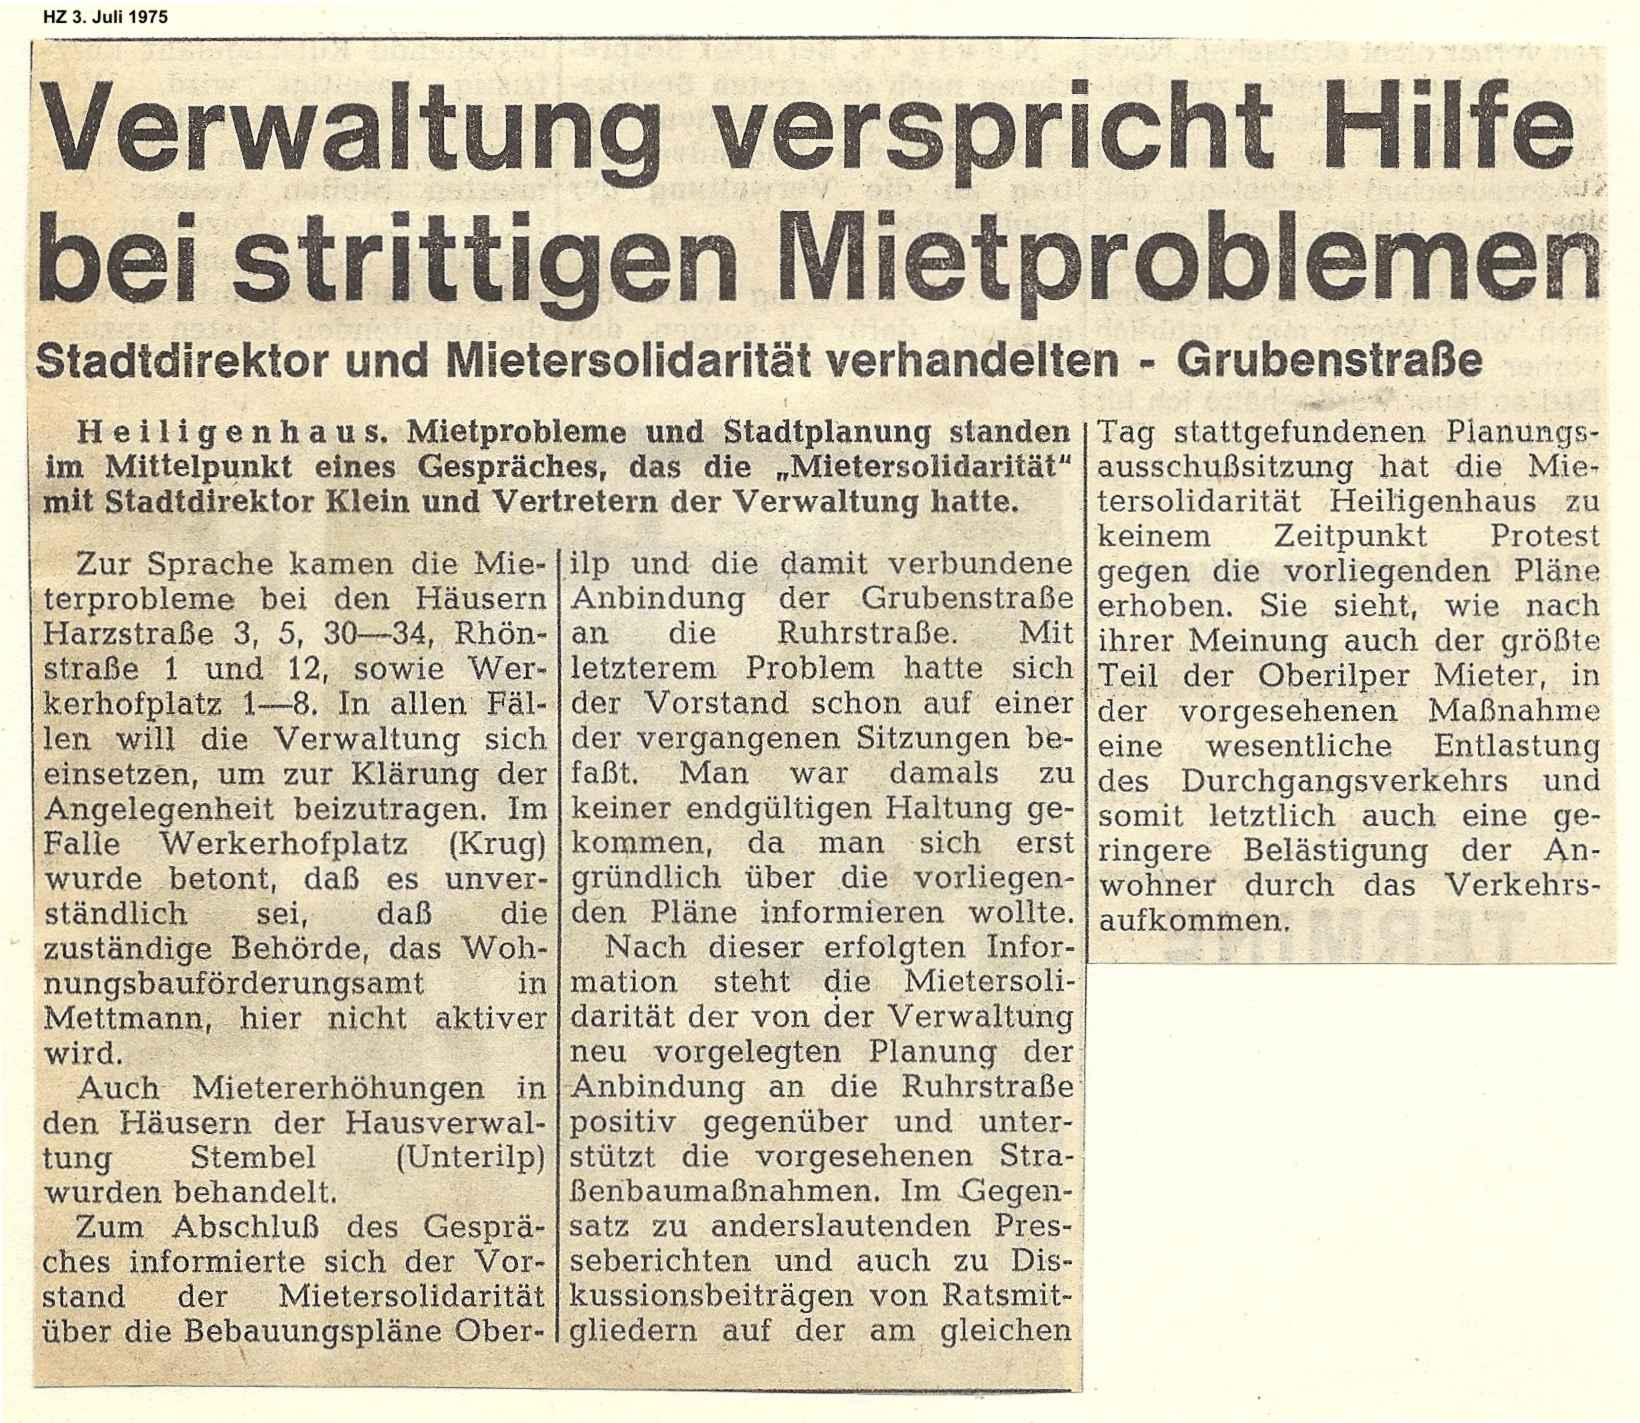 HZ 3. Juli 1975
Verwaltung verspricht Hilfe
bei strittigen Mietproblemen
Stadtdirektor und Mietersolidarität verhandelten - Grubenstraße
Heiligenhaus. Mietprobleme und Stadtplanung standen
im Mittelpunkt eines Gespräches, das die „Mietersolidarität“
mit Stadtdirektor Klein und Vertretern der Verwaltung hatte.
Zur Sprache kamen die Mie-
terprobleme bei den Häusern
Harzstraße 3, 5, 30—34, Rhön-
straße 1 und 12, sowie Wer-
kerhofplatz 1—8. In allen Fäl-
len will die Verwaltung sich
einsetzen, um zur Klärung der
Angelegenheit beizutragen. Im
Falle Werkerhofplatz (Krug)
wurde betont, daß es unver-
ständlich sei, daß die
zuständige Behörde, das Woh-
nungsbauförderungsamt in
Mettmann, hier nicht aktiver
wird.
Auch Mietererhöhungen in
den Häusern der Hausverwal-
tung Stembel (Unterilp)
wurden behandelt.
Zum Abschluß des Gesprä-
ches informierte sich der Vor-
stand der Mietersolidarität
über die Bebauungspläne Ober-
ilp und die damit verbundene
Anbindung der Grubenstraße
an die Ruhrstraße. Mit
letzterem Problem hatte sich
der Vorstand schon auf einer
der vergangenen Sitzungen be-
faßt. Man war damals zu
keiner endgültigen Haltung ge-
kommen, da man sich erst
gründlich über die vorliegen-
den Pläne informieren wollte.
Nach dieser erfolgten Infor-
mation steht die Mietersoli-
darität der von der Verwaltung
neu vorgelegten Planung der
Anbindung an die Ruhrstraße
positiv gegenüber und unter-
stützt die vorgesehenen Stra-
ßenbaumaßnahmen. Im Gegen-
satz zu anderslautenden Pres-
seberichten und auch zu Dis-
kussionsbeiträgen von Ratsmit-
gliedern auf der am gleichen
Tag stattgefundenen Planungs-
ausschußsitzung hat die Mie-
tersolidarität Heiligenhaus zu
keinem Zeitpunkt Protest
gegen die vorliegenden Pläne
erhoben. Sie sieht, wie nach
ihrer Meinung auch der größte
Teil der Oberilper Mieter, in
der vorgesehenen Maßnahme
eine wesentliche Entlastung
des Durchgangsverkehrs und
somit letztlich auch eine ge-
ringere Belästigung der An-
wohner durch das Verkehrs-
aufkommen.